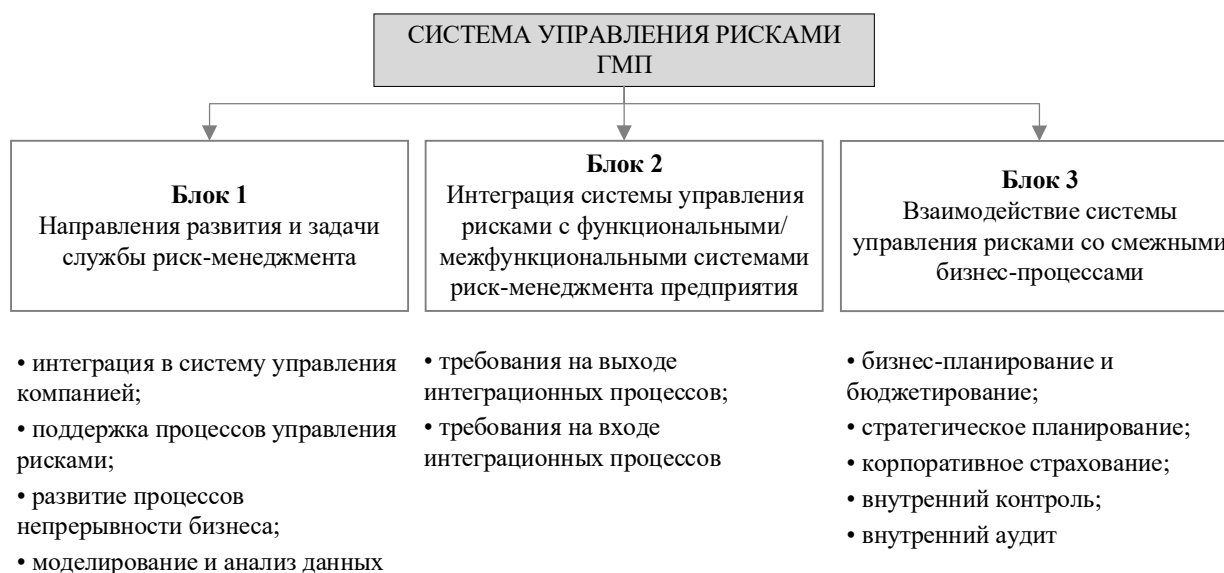 СИСТЕМА УПРАВЛЕНИЯ РИСКАМИ
ГМП
Блок 1
Направления развития и задачи
службы риск-менеджмента
Блок 2
Интеграция системы управления
рисками с функциональными/
межфункциональными системами
риск-менеджмента предприятия
Блок 3
Взаимодействие системы
управления рисками со смежными
бизнес-процессами
• интеграция в систему управления
компанией;
• поддержка процессов управления
рисками;
• развитие процессов
непрерывности бизнеса;
• моделирование и анализ данных
• требования на выходе
интеграционных процессов;
• требования на входе
интеграционных процессов
• бизнес-планирование и
бюджетирование;
• стратегическое планирование;
• корпоративное страхование;
• внутренний контроль;
• внутренний аудит